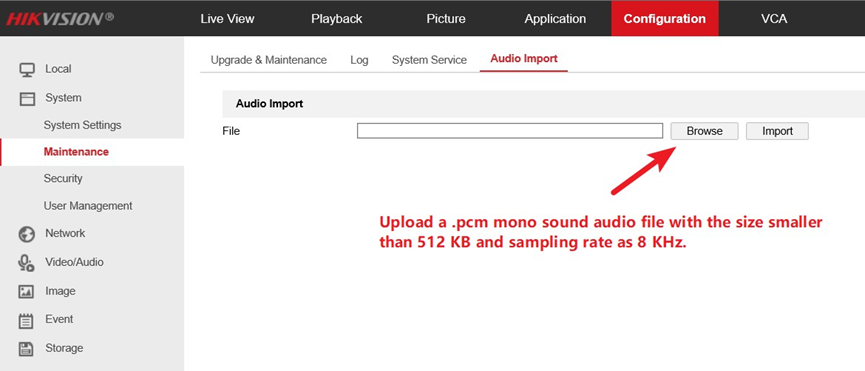 HIKVISION®
Live View Playback Picture Application Configuration VCA
Local
System
System Settings
Maintenance
Security
User Management
Network
Video/Audio
Image
Event
Storage
Upgrade & Maintenance Log System Service Audio Import
Audio Import
File Browse Import
Upload a .pcm mono sound audio file with the size smaller
than 512 KB and sampling rate as 8 KHz.